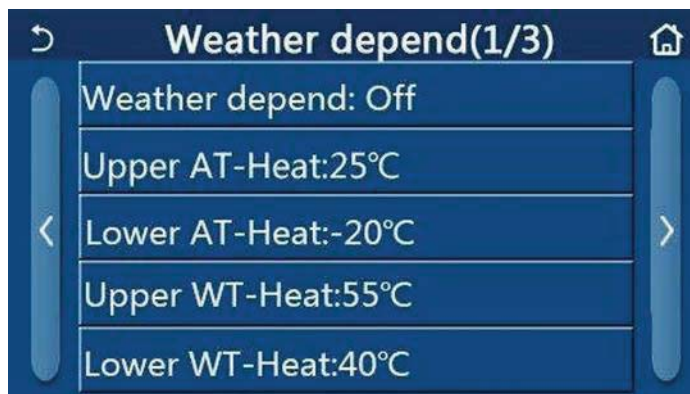 Weather depend(1/3)
Weather depend: Off
Upper AT-Heat:25℃
Lower AT-Heat:-20℃
Upper WT-Heat:55℃
Lower WT-Heat:40℃